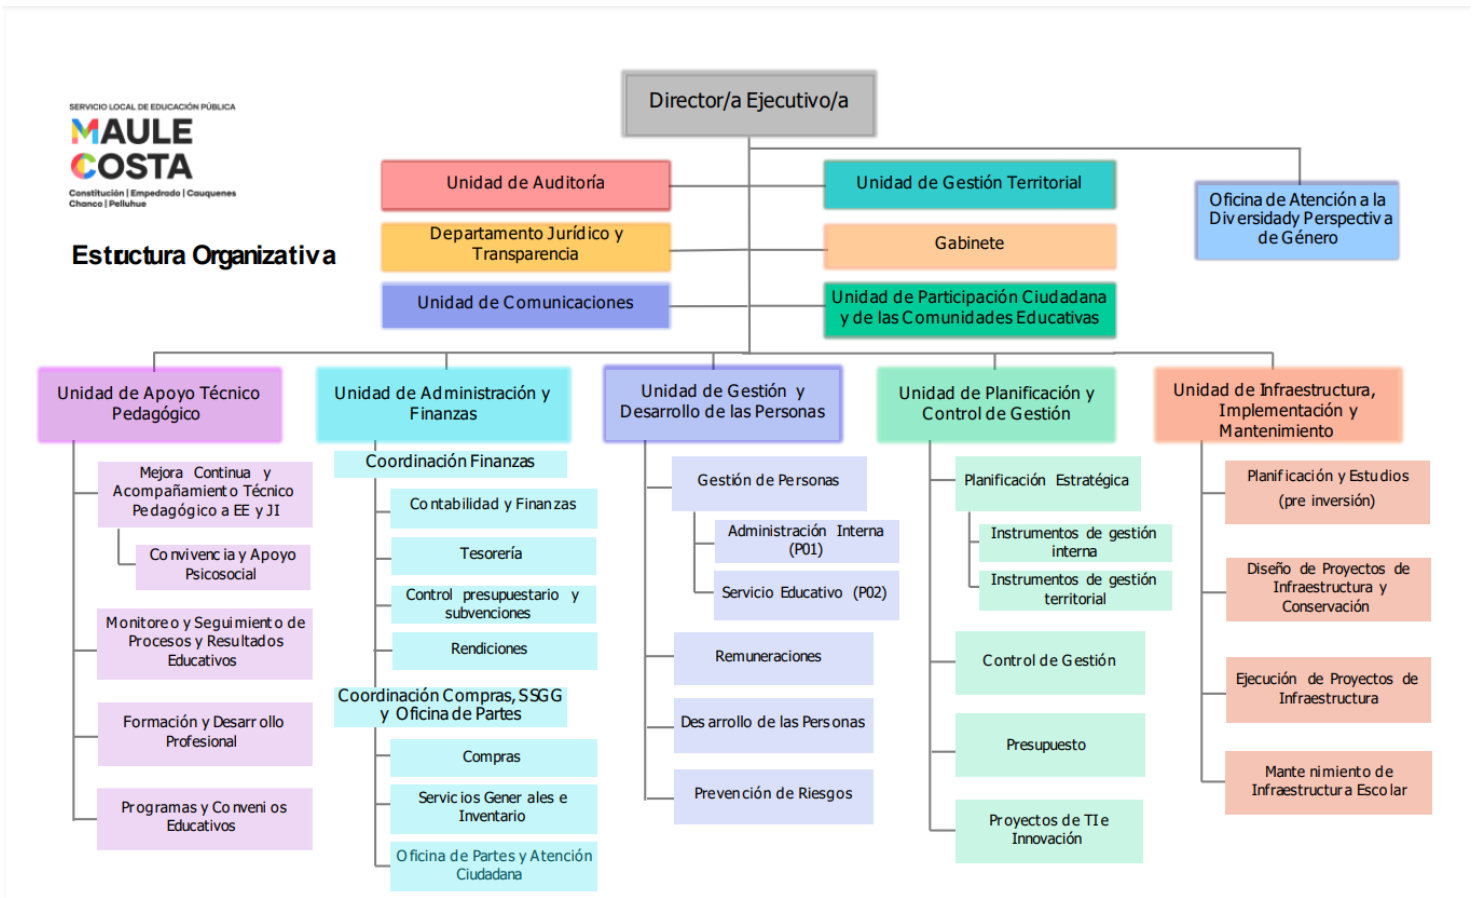 SERVICIO LOCAL DE EDUCACIÓN PÚBLICA
MAULE
COSTA
Constitución | Empedrado | Cauquenes
Chanco | Pelluhue
Estructura Organizativa
Director/a Ejecutivo/a
Unidad de Auditoría
Unidad de Gestión Territorial
Oficina de Atención a la
Diversidady Perspectiva
de Género
Departamento Jurídico y
Transparencia
Gabinete
Unidad de Comunicaciones
Unidad de Participación Ciudadana
y de las Comunidades Educativas
Unidad de Apoyo Técnico
Pedagógico
Mejora Continua y
Acompañamiento Técnico
Pedagógico a EE y JI
Convivencia y Apoyo
Psicosocial
Monitoreo y Seguimiento de
Procesos y Resultados
Educativos
Formación y Desarrollo
Profesional
Programas y Convenios
Educativos
Unidad de Administración y
Finanzas
Coordinación Finanzas
Contabilidad y Finanzas
Tesorería
Control presupuestario y
subvenciones
Rendiciones
Coordinación Compras, SSGG
y Oficina de Partes
Compras
Servicios Generales e
Inventario
Oficina de Partes y Atención
Ciudadana
Unidad de Gestión y
Desarrollo de las Personas
Gestión de Personas
Administración Interna
(P01)
Servicio Educativo (P02)
Remuneraciones
Desarrollo de las Personas
Prevención de Riesgos
Unidad de Planificación y
Control de Gestión
Planificación Estratégica
Instrumentos de gestión
interna
Instrumentos de gestión
territorial
Control de Gestión
Presupuesto
Proyectos de TI e
Innovación
Unidad de Infraestructura,
Implementación y
Mantenimiento
Planificación y Estudios
(pre inversión)
Diseño de Proyectos de
Infraestructura y
Conservación
Ejecución de Proyectos de
Infraestructura
Mantenimiento de
Infraestructura Escolar